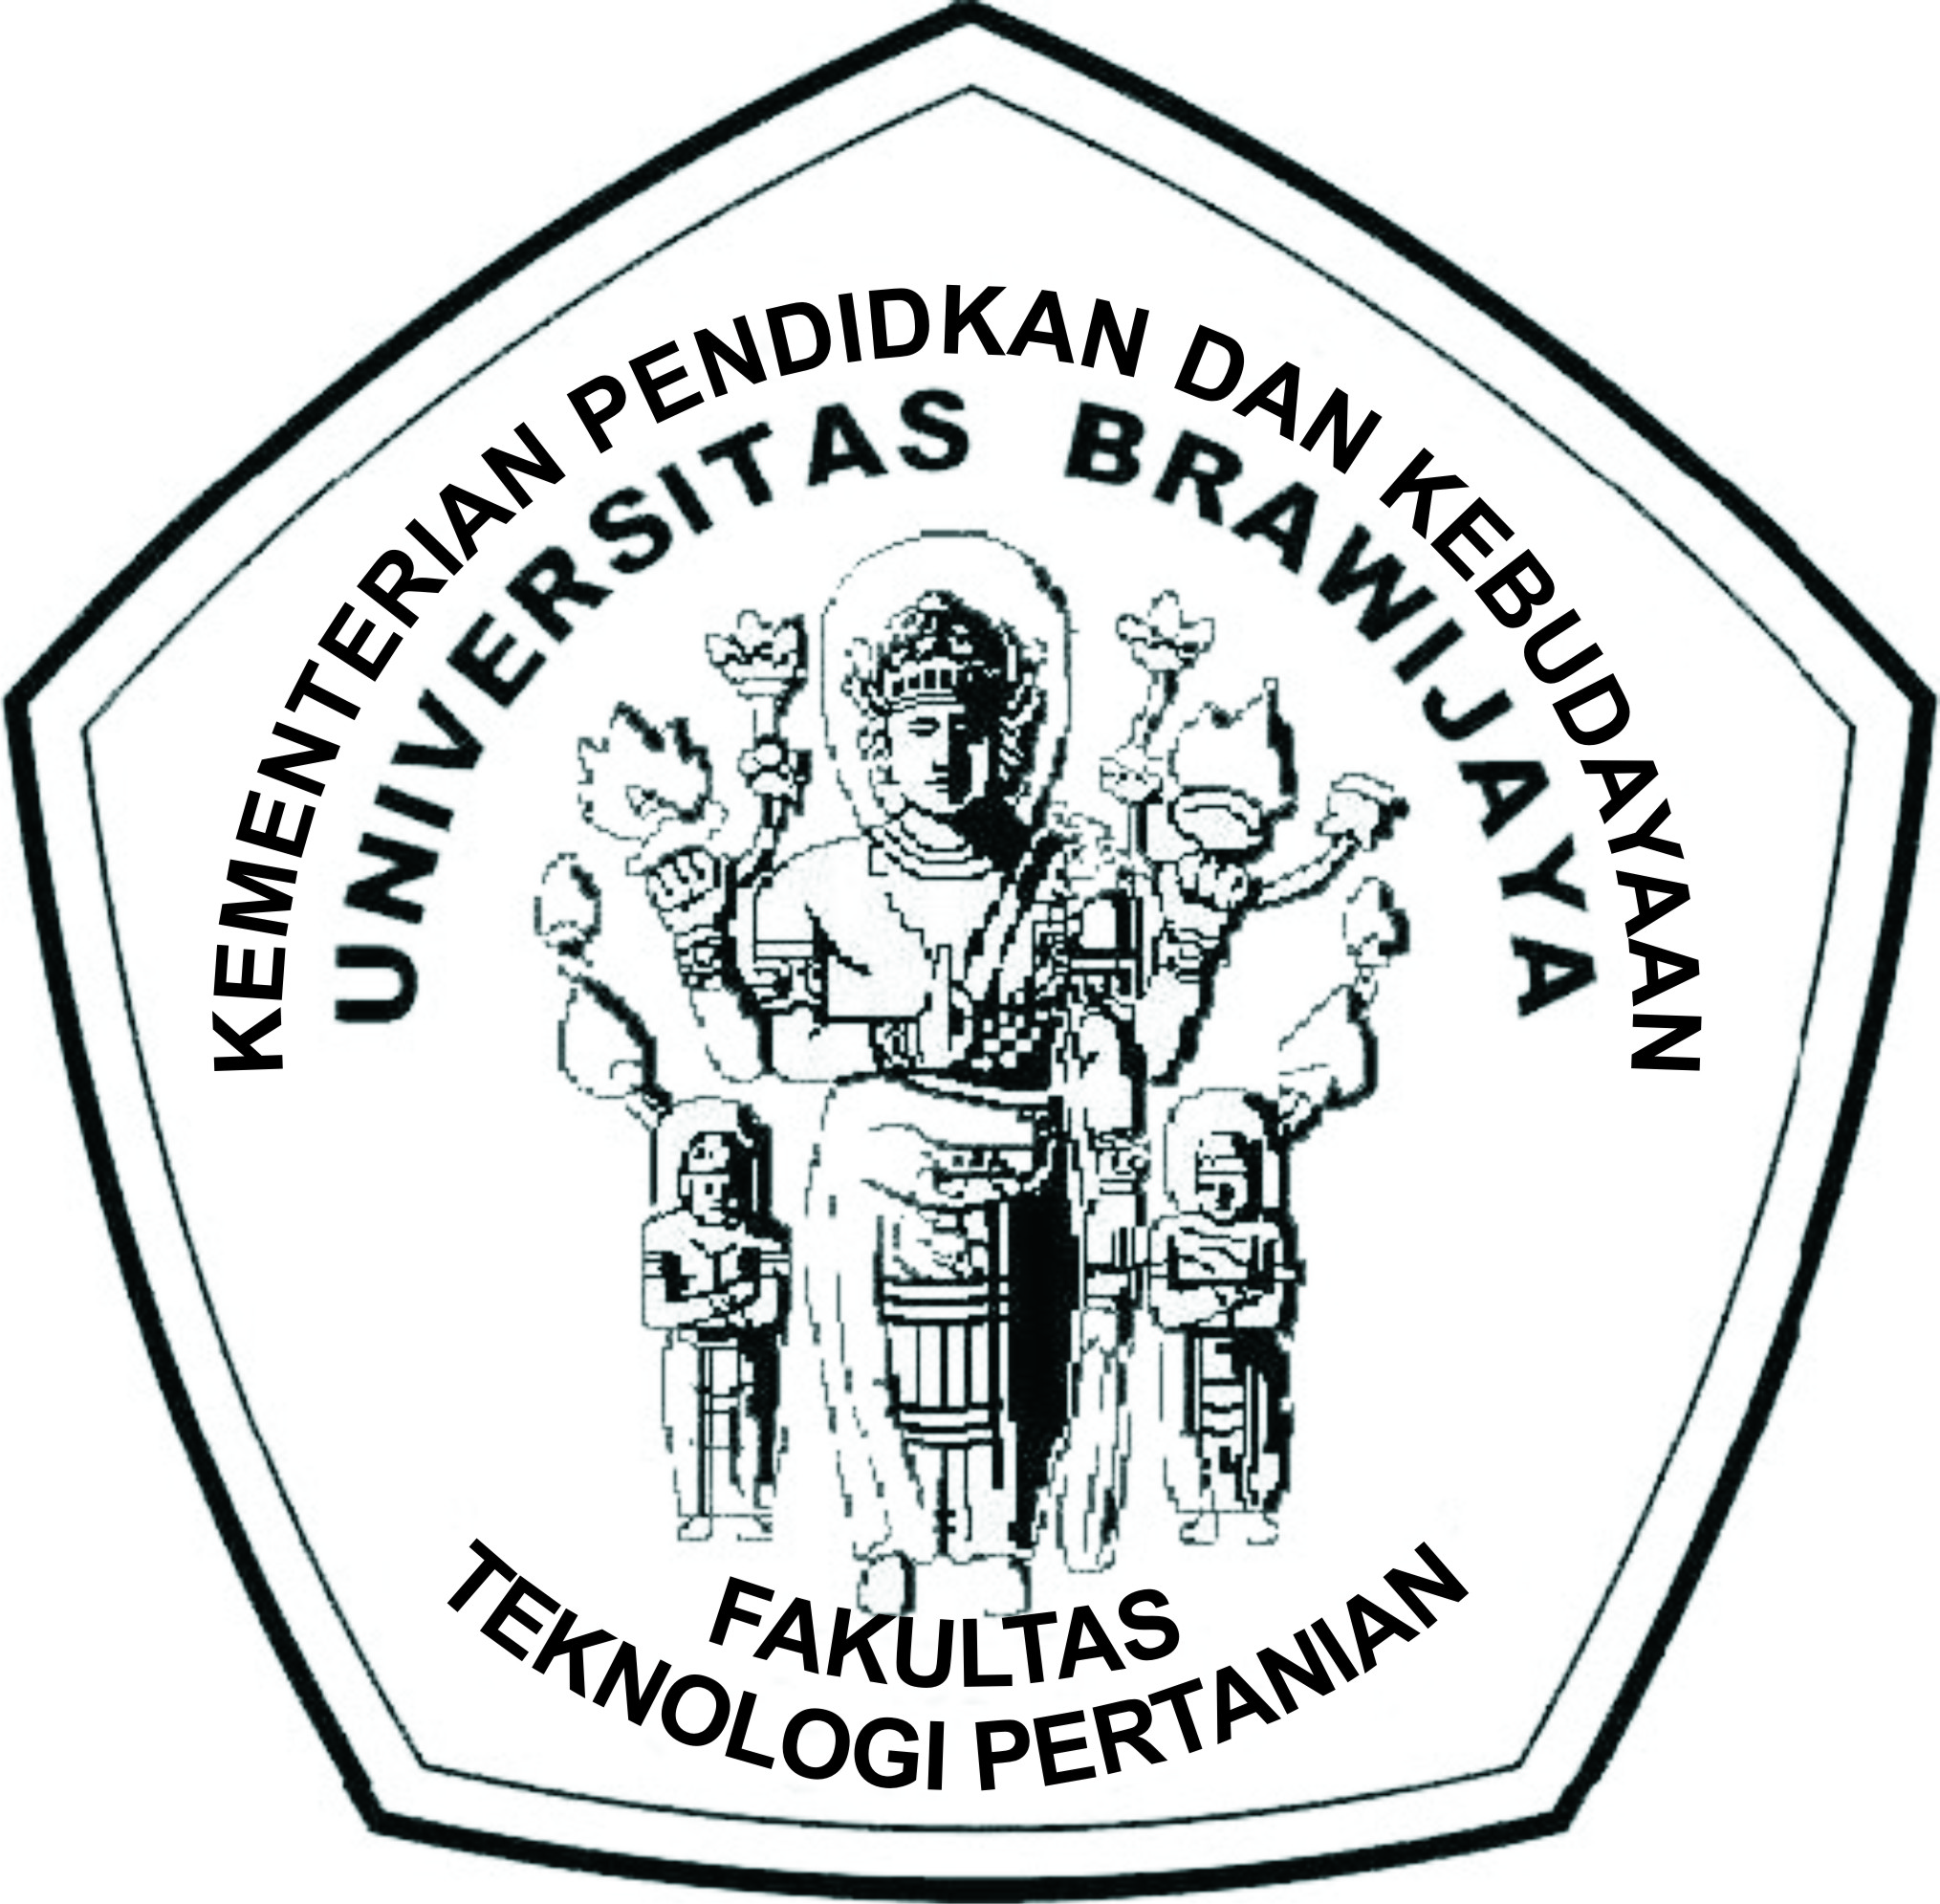 KEMENTERIAN PENDIDKAN DAN KEBUDAYAAN
UNIVERSITAS BRAWIJAYA
FAKULTAS
TEKNOLOGI PERTANIAN